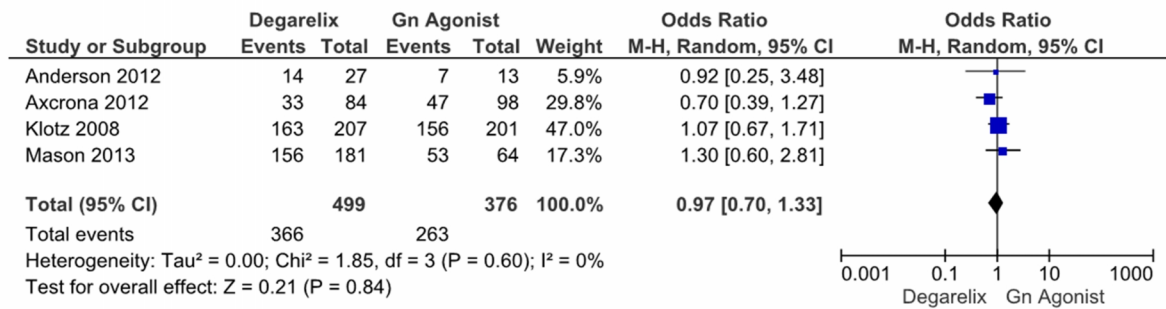 Degarelix Gn Agonist Odds Ratio Odds Ratio
Study or Subgroup Events Total Events Total Weight M-H, Random, 95% CI M-H, Random, 95% CI
Anderson 2012 14 27 7 13 5.9% 0.92 [0.25, 3.48]
Axcrona 2012 33 84 47 98 29.8% 0.70 [0.39, 1.27]
Klotz 2008 163 207 156 201 47.0% 1.07 [0.67, 1.71]
Mason 2013 156 181 53 64 17.3% 1.30 [0.60, 2.81]
Total (95% CI) 499 376 100.0% 0.97 [0.70, 1.33]
Total events 366 263
Heterogeneity: Tau² = 0.00; Chi² = 1.85, df = 3 (P = 0.60); I² = 0%
Test for overall effect: Z = 0.21 (P = 0.84)
0.001 0.1 1 10 1000
Degarelix Gn Agonist